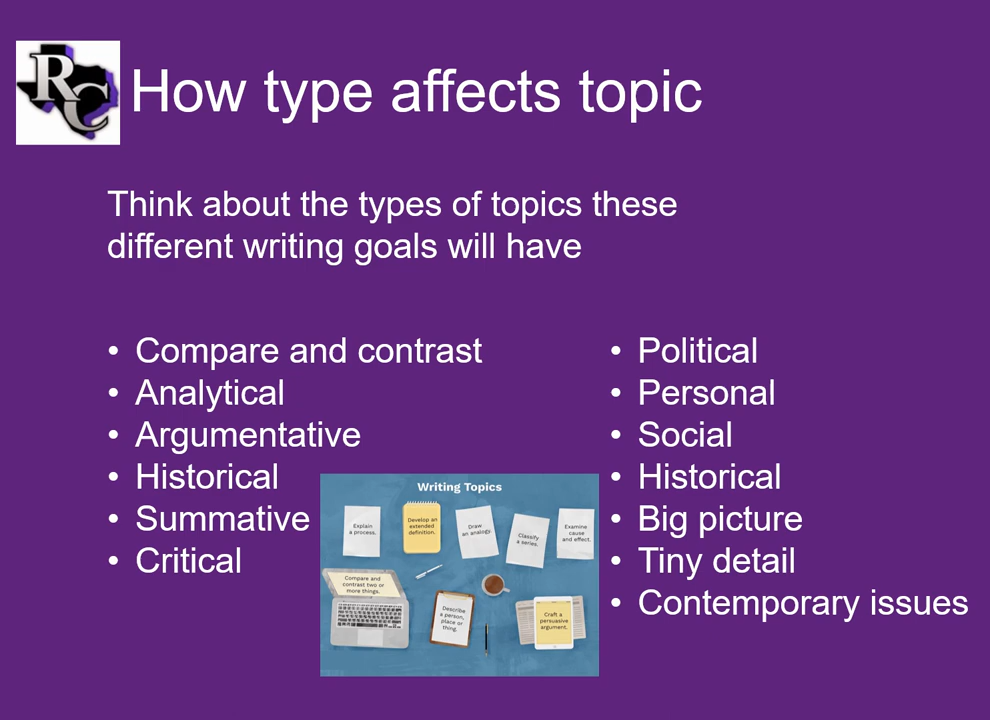 RC
How type affects topic
Think about the types of topics these
different writing goals will have
• Compare and contrast
• Analytical
• Argumentative
• Historical
• Summative
• Critical
• Political
• Personal
• Social
• Historical
• Big picture
• Tiny detail
• Contemporary issues
Writing Topics
Explain
a process.
Develop an
extended
definition.
Draw
an analogy.
Classify
a series.
Examine
cause
and effect.
Compare and
contrast two or
more things.
Describe
a person,
place or
thing.
Craft a
persuasive
argument.